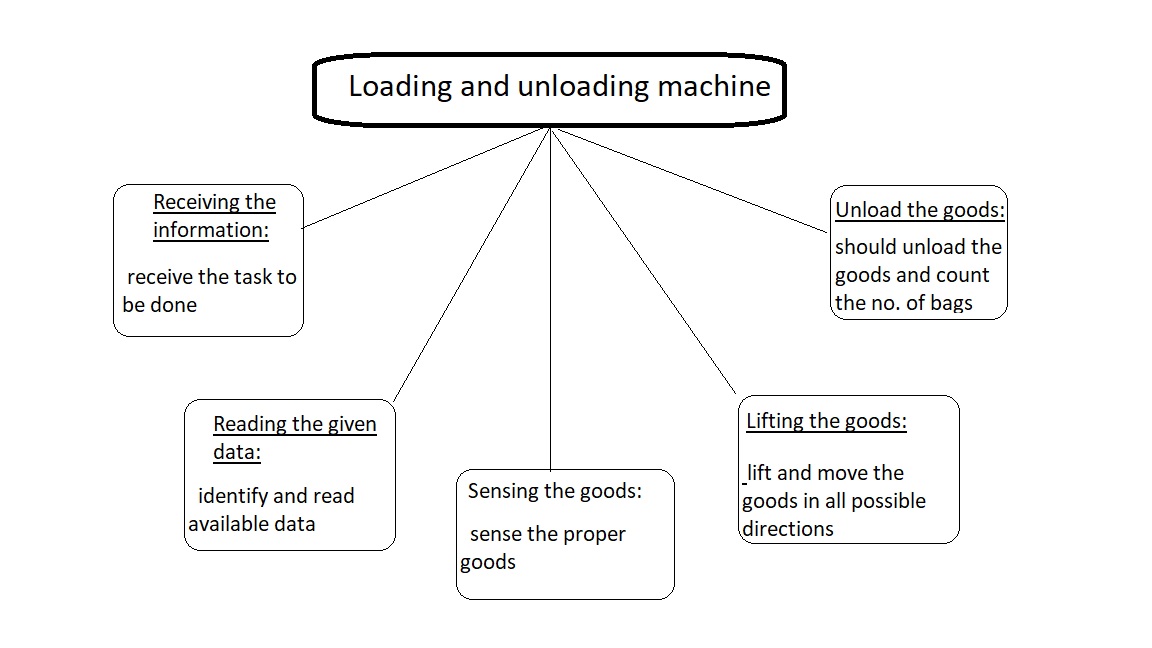 Loading and unloading machine
Receiving the
information:
receive the task to
be done
Reading the given
data:
identify and read
available data
Sensing the goods:
sense the proper
goods
Lifting the goods:
lift and move the
goods in all possible
directions
Unload the goods:
should unload the
goods and count
the no. of bags